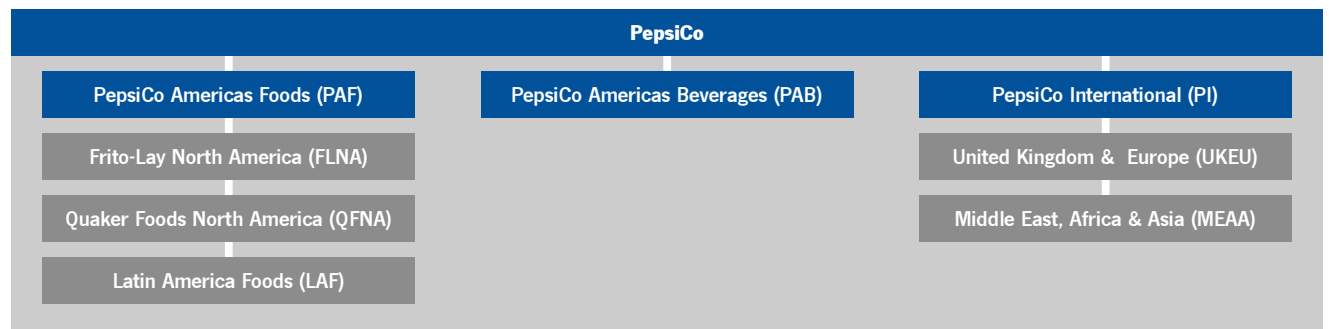 PepsiCo
PepsiCo Americas Foods (PAF)
Frito-Lay North America (FLNA)
Quaker Foods North America (QFNA)
Latin America Foods (LAF)
PepsiCo Americas Beverages (PAB)
PepsiCo International (PI)
United Kingdom & Europe (UKEU)
Middle East, Africa & Asia (MEAA)